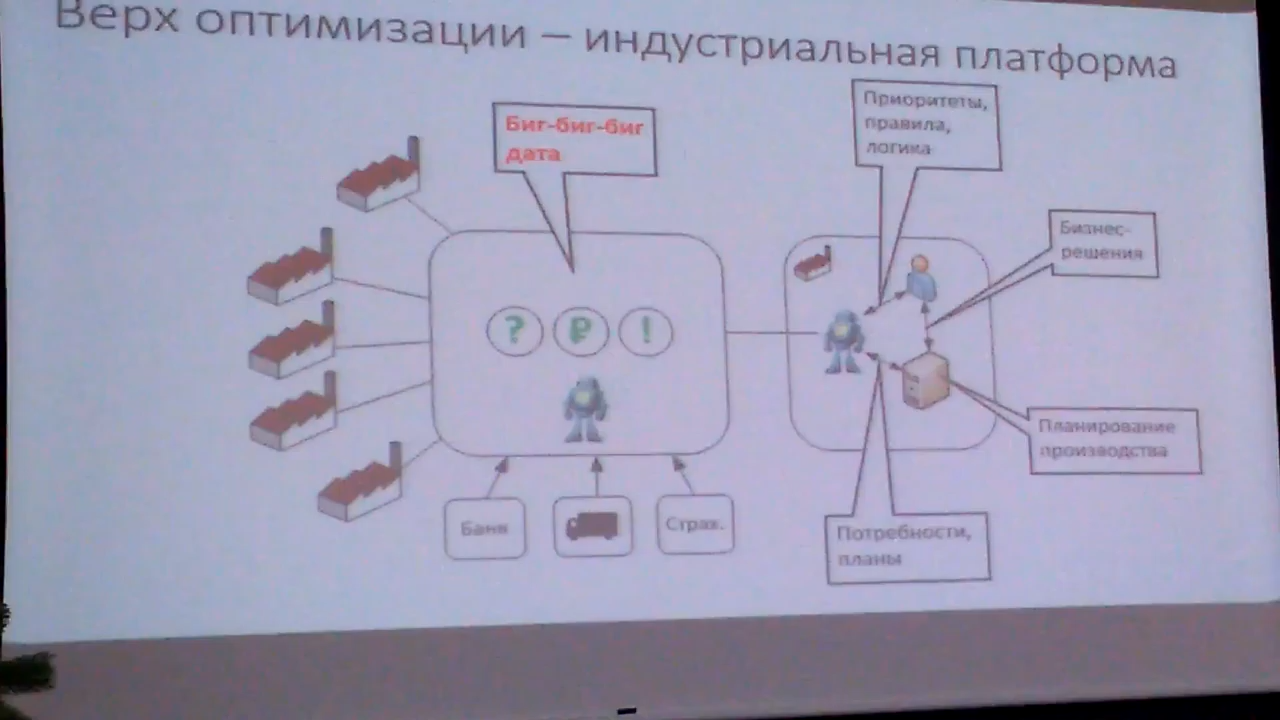 Верх оптимизации – индустриальная платформа
Биг-биг-биг
дата
Приоритеты,
правила,
логика
Бизнес-
решения
? ₽ !
Планирование
производства
Банк
Страх.
Потребности,
планы